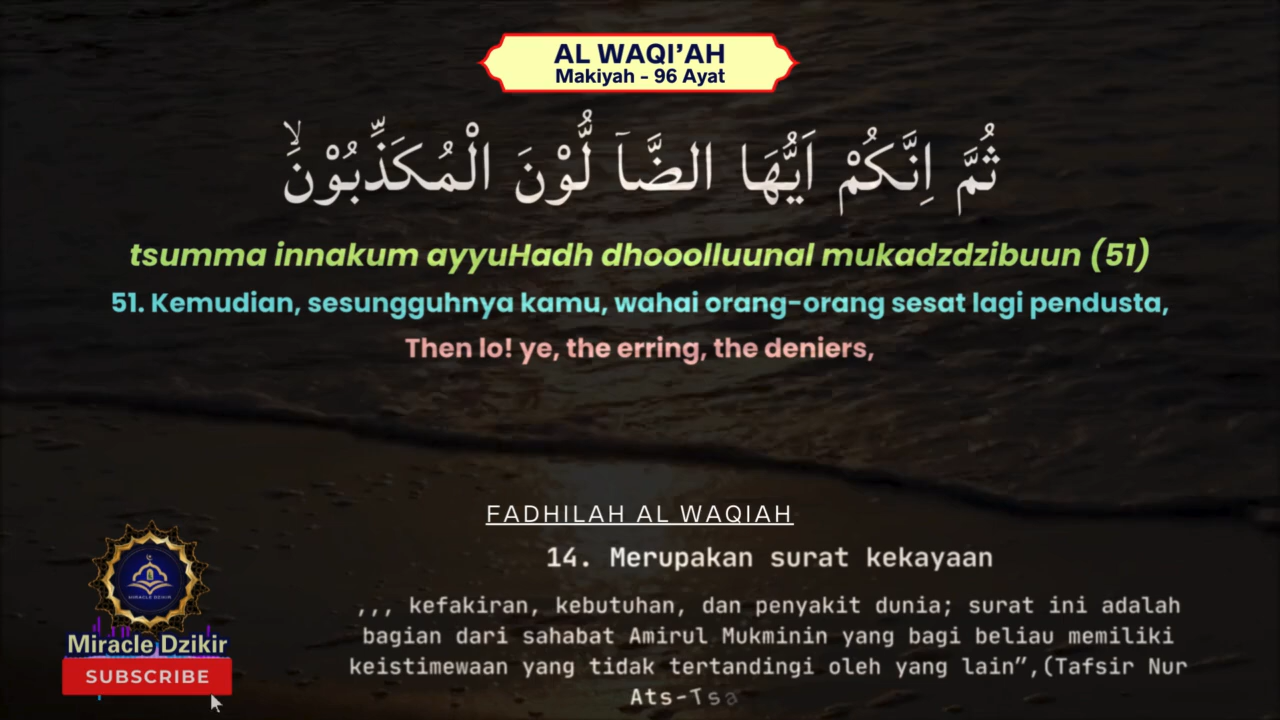 AL WAQI'AH
Makiyah - 96 Ayat
ثُمَّ اِنَّكُمْ اَيُّهَا الضَّاۤ لُّوْنَ الْمُكَذِّبُوْنَۙ
tsumma innakum ayyuHadh dhooolluunal mukadzdzibuun (51)
51. Kemudian, sesungguhnya kamu, wahai orang-orang sesat lagi pendusta,
Then lo! ye, the erring, the deniers,
FADHILAH AL WAQIAH
14. Merupakan surat kekayaan
,,, kefakiran, kebutuhan, dan penyakit dunia; surat ini adalah
bagian dari sahabat Amirul Mukminin yang bagi beliau memiliki
keistimewaan yang tidak tertandingi oleh yang lain”,(Tafsir Nur
Ats-Tsa
MIRACLE DZIKIR
Miracle Dzikir
SUBSCRIBE